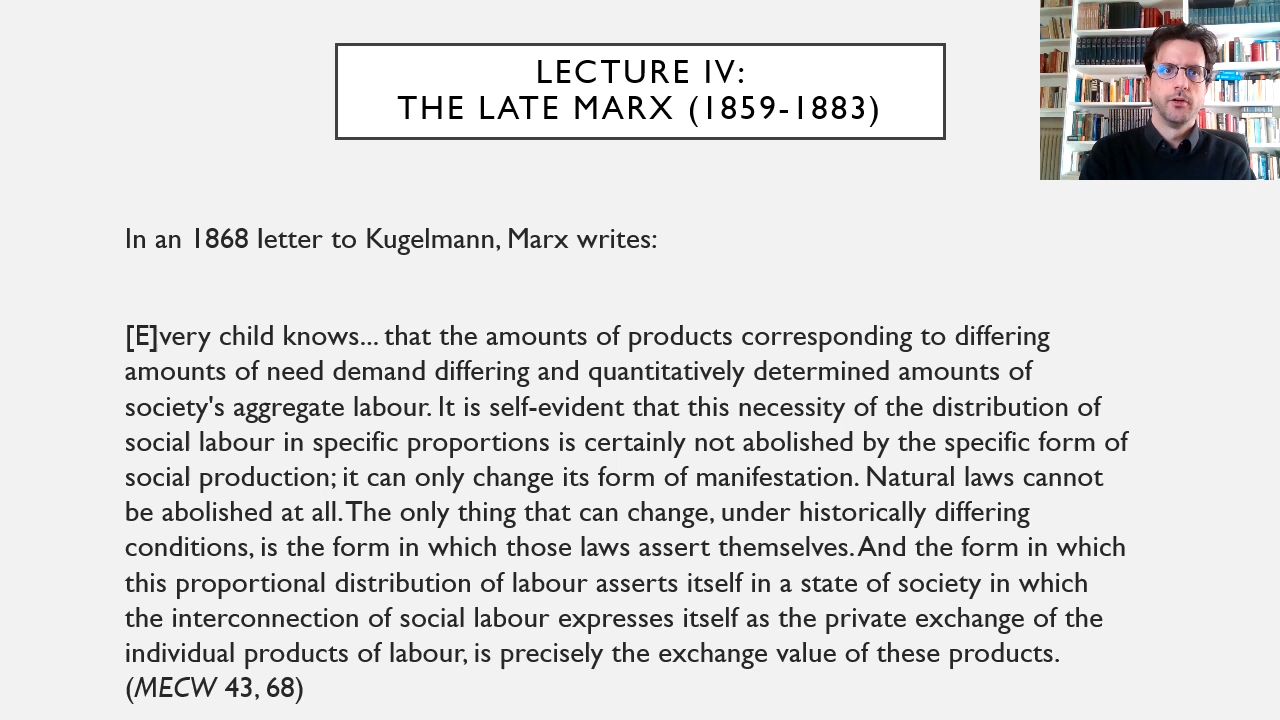 LECTURE IV:
THE LATE MARX (1859-1883)
In an 1868 letter to Kugelmann, Marx writes:
[E]very child knows... that the amounts of products corresponding to differing
amounts of need demand differing and quantitatively determined amounts of
society's aggregate labour. It is self-evident that this necessity of the distribution of
social labour in specific proportions is certainly not abolished by the specific form of
social production; it can only change its form of manifestation. Natural laws cannot
be abolished at all. The only thing that can change, under historically differing
conditions, is the form in which those laws assert themselves. And the form in which
this proportional distribution of labour asserts itself in a state of society in which
the interconnection of social labour expresses itself as the private exchange of the
individual products of labour, is precisely the exchange value of these products.
(MECW 43, 68)